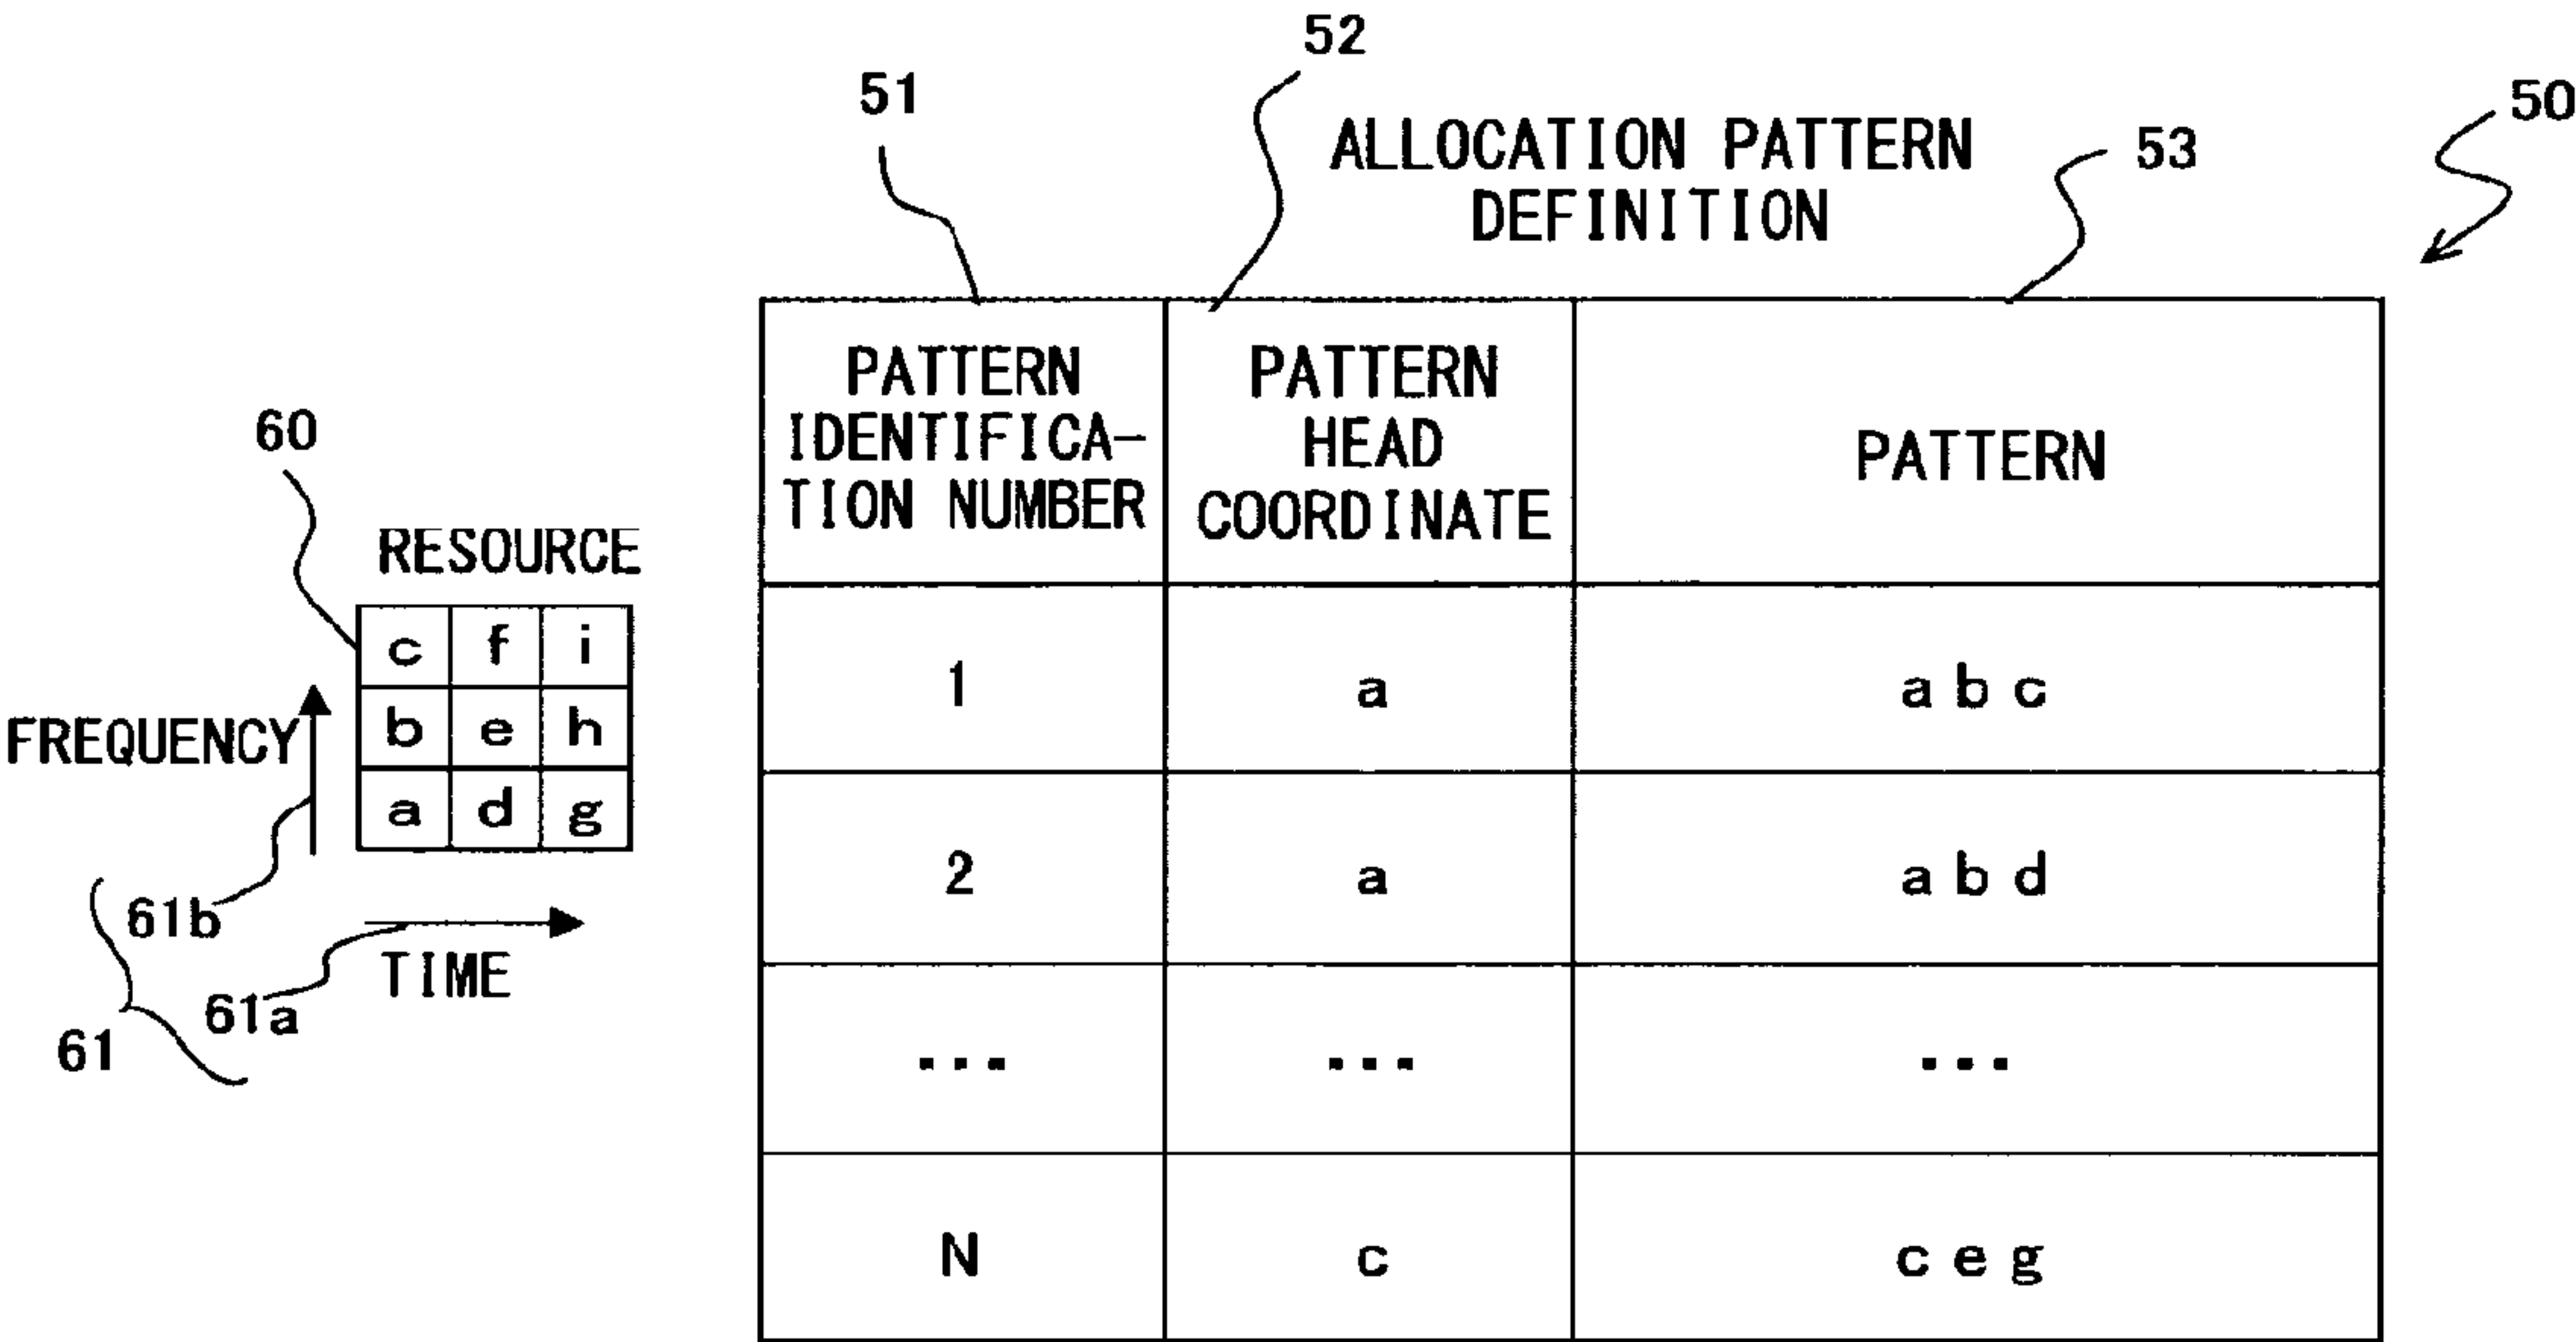 52
51
50
ALLOCATION PATTERN
DEFINITION
53
PATTERN
IDENTIFICA-
TION NUMBER
PATTERN
HEAD
COORDINATE
PATTERN
1 a a b c
2 a a b d
... ... ...
N c c e g
60
RESOURCE
c f i
b e h
a d g
FREQUENCY
61b
TIME
61a
61